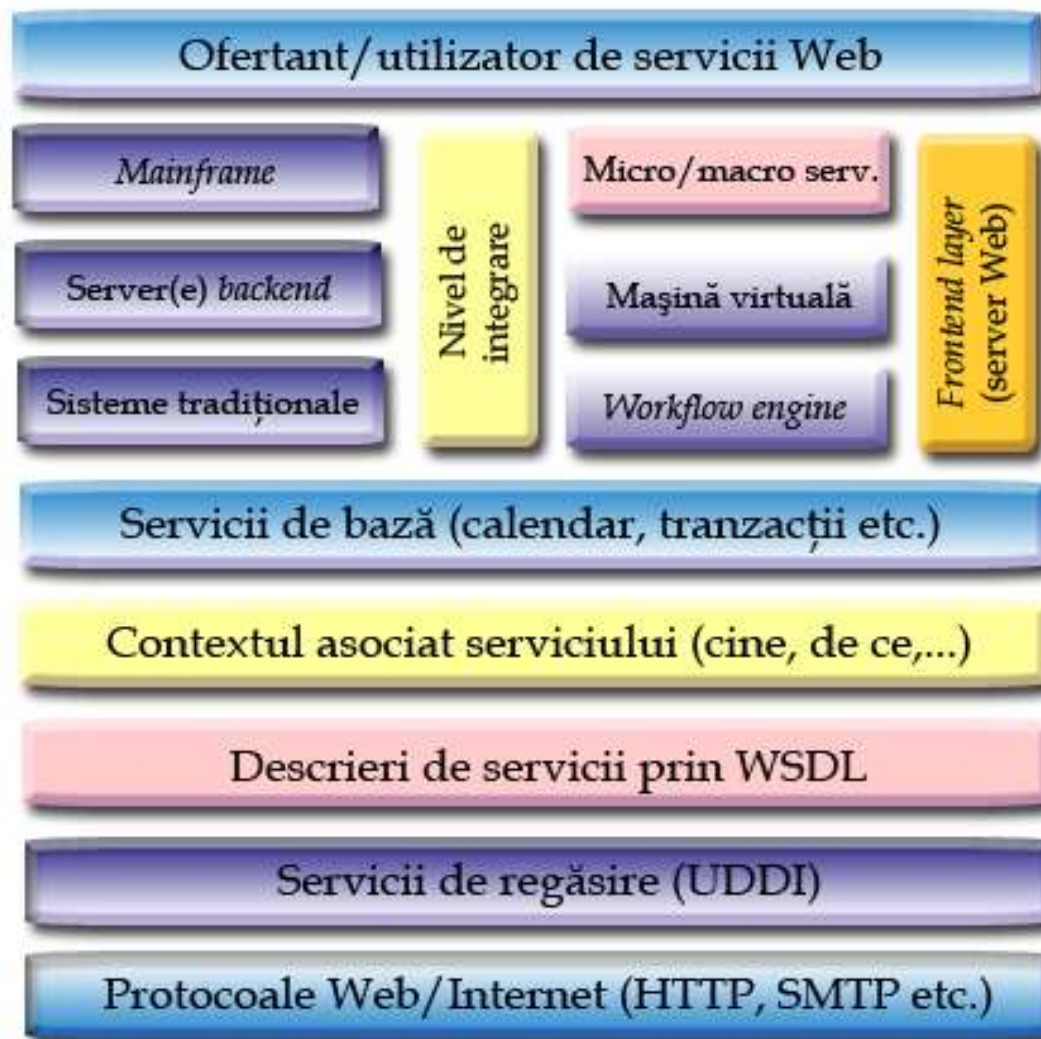 Ofertant/utilizator de servicii Web
Mainframe
Server(e) backend
Sisteme tradiționale
Nivel de
integrare
Micro/macro serv.
Maşină virtuală
Workflow engine
Frontend layer
(server Web)
Servicii de bază (calendar, tranzacții etc.)
Contextul asociat serviciului (cine, de ce,...)
Descrieri de servicii prin WSDL
Servicii de regăsire (UDDI)
Protocoale Web/Internet (HTTP, SMTP etc.)